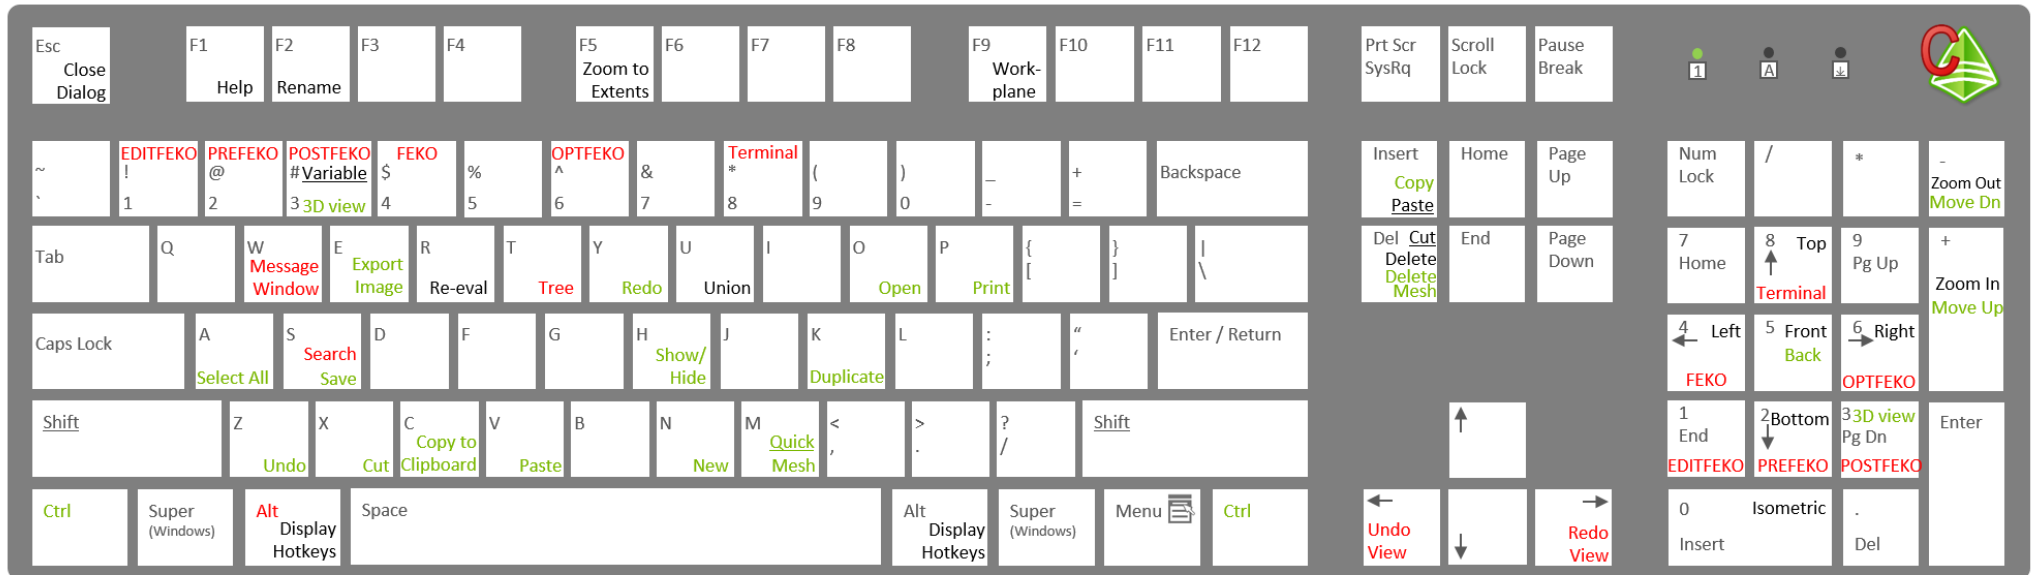 Esc
Close
Dialog
F1
Help
F2
Rename
F3
F4
F5
Zoom to
Extents
F6
F7
F8
F9
Work-
plane
F10
F11
F12
Prt Scr
SysRq
Scroll
Lock
Pause
Break
1
A
C
~
`
EDITFEKO
!
1
PREFEKO
@
2
POSTFEKO
# Variable
3 3D view
FEKO
$
4
%
5
OPTFEKO
^
6
&
7
Terminal
*
8
(
9
)
0
_
-
+
=
Backspace
Insert
Copy
Paste
Home
Page
Up
Num
Lock
/
*
-
Zoom Out
Move Dn
Tab
Q
W
Message
Window
E
Export
Image
R
Re-eval
T
Tree
Y
Redo
U
Union
I
O
Open
P
Print
{
[
}
]
|
\
Del Cut
Delete
Delete
Mesh
End
Page
Down
7
Home
8 Top
↑
Terminal
9
Pg Up
+
Zoom In
Move Up
Caps Lock
A
Select All
S
Search
Save
D
F
G
H
Show/
Hide
J
K
Duplicate
L
:
;
“
‘
Enter / Return
4 Left
←
FEKO
5 Front
Back
6 Right
→
OPTFEKO
Shift
Z
Undo
X
Cut
C
Copy to
Clipboard
V
Paste
B
N
New
M
Quick
Mesh
<
,
>
.
?
/
Shift
↑
1
End
EDITFEKO
2 Bottom
↓
PREFEKO
3 3D view
Pg Dn
POSTFEKO
Enter
Ctrl
Super
(Windows)
Alt
Display
Hotkeys
Space
Alt
Display
Hotkeys
Super
(Windows)
Menu
Ctrl
←
Undo
View
↓
→
Redo
View
0 Isometric
Insert
.
Del